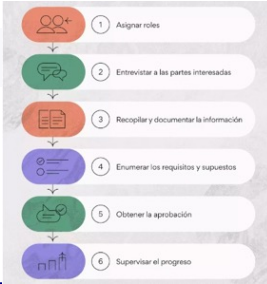 1 Asignar roles
2 Entrevistar a las partes interesadas
3 Recopilar y documentar la información
4 Enumerar los requisitos y supuestos
5 Obtener la aprobación
6 Supervisar el progreso